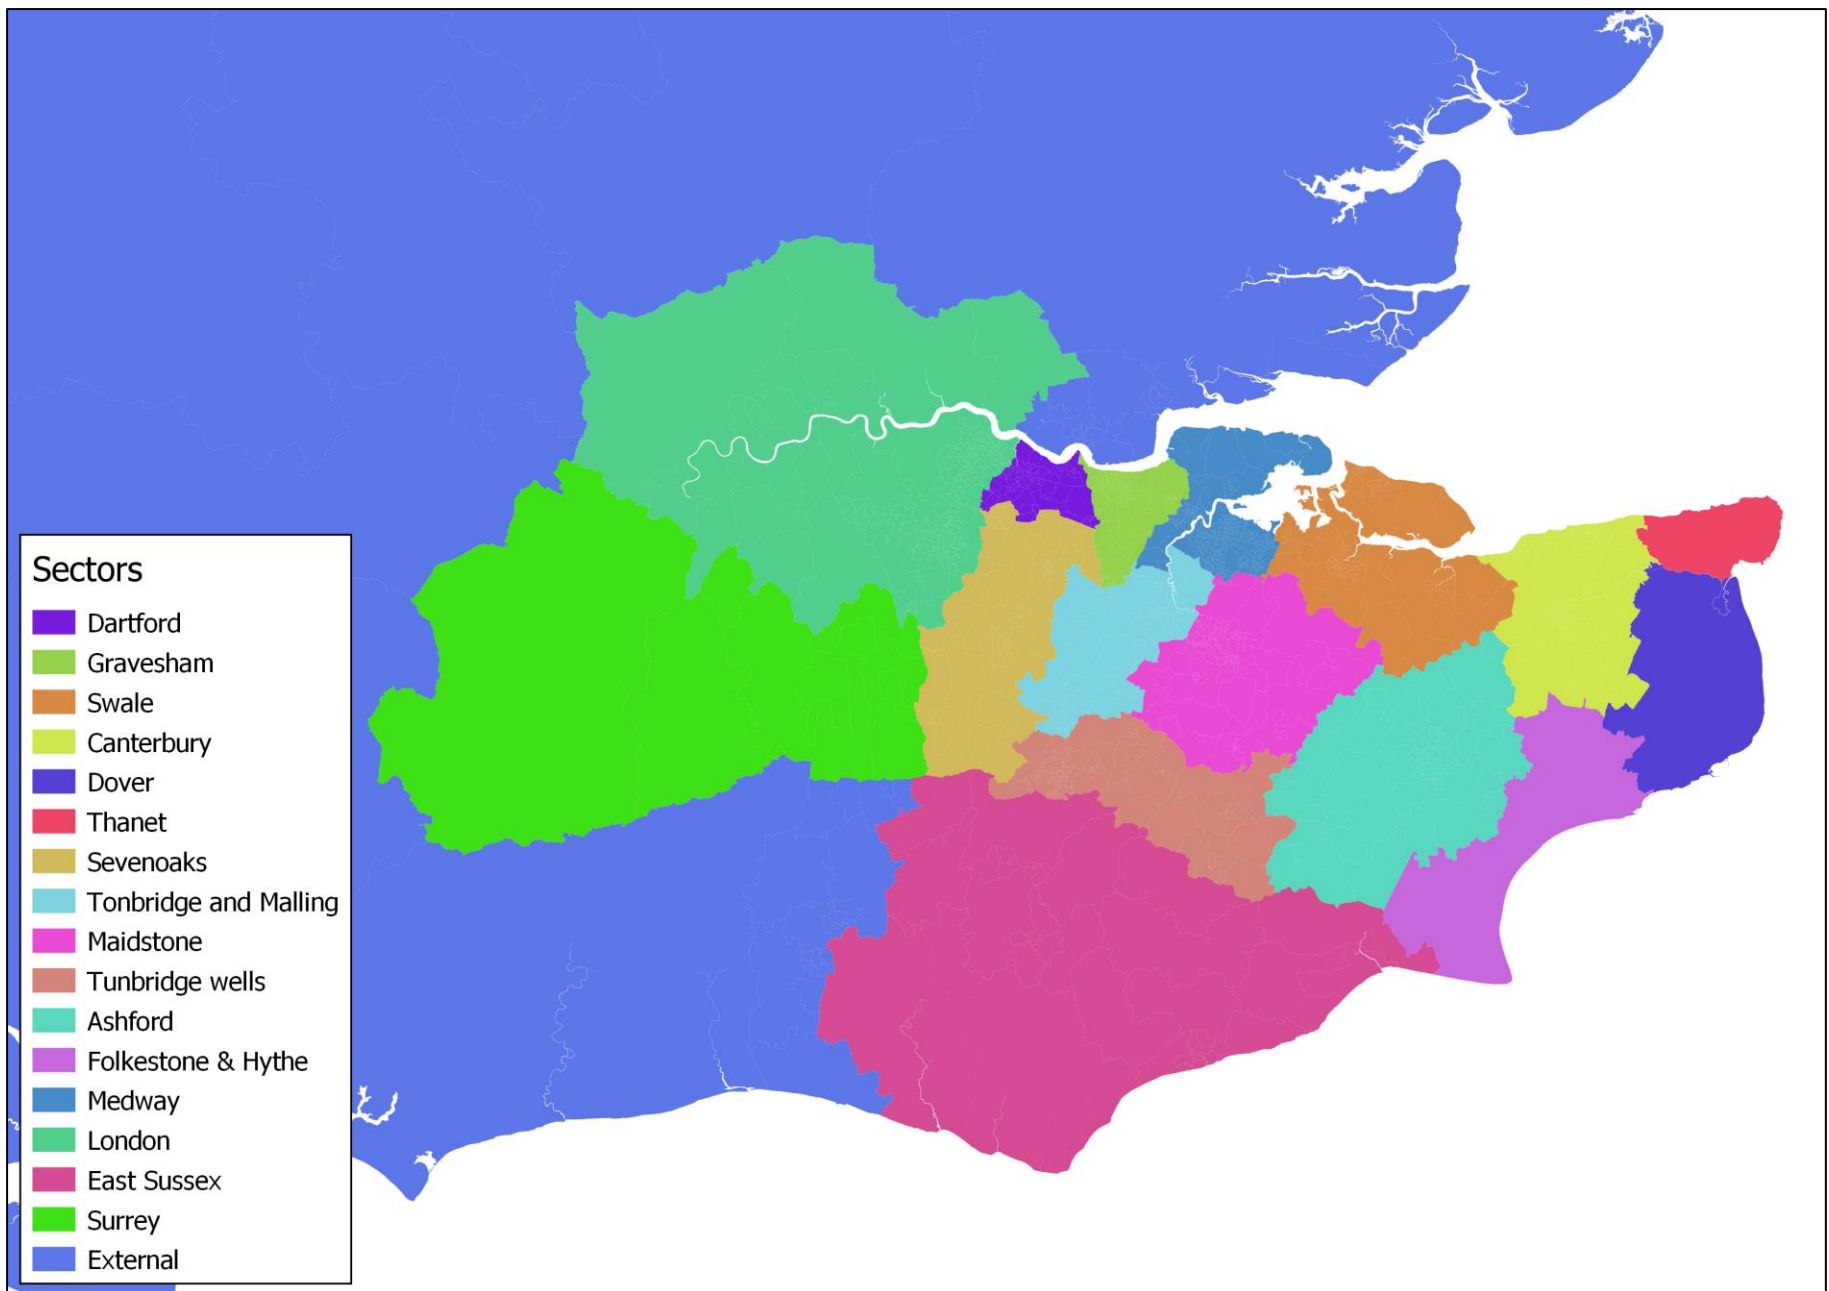 Sectors
Dartford
Gravesham
Swale
Canterbury
Dover
Thanet
Sevenoaks
Tonbridge and Malling
Maidstone
Tunbridge wells
Ashford
Folkestone & Hythe
Medway
London
East Sussex
Surrey
External